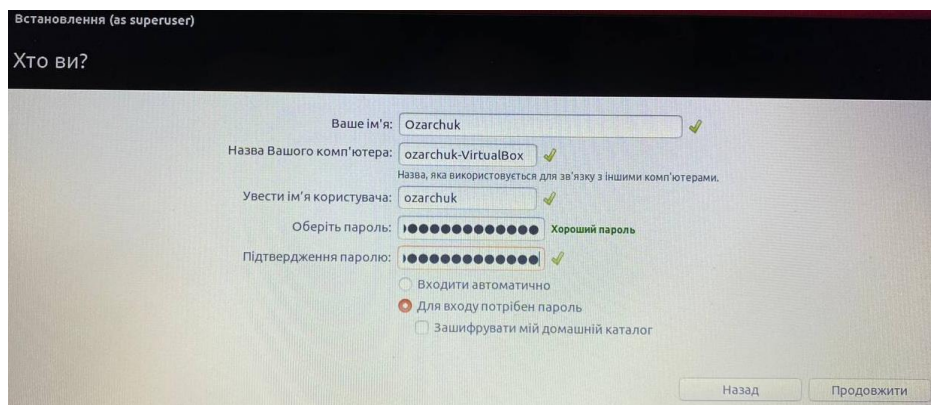 Встановлення (as superuser)
Хто ви?
Ваше ім'я: Ozarchuk
Назва Вашого комп'ютера: ozarchuk-VirtualBox
Назва, яка використовується для зв'язку з іншими комп'ютерами.
Увести ім'я користувача: ozarchuk
Оберіть пароль: ●●●●●●●●●●●● Хороший пароль
Підтвердження паролю: ●●●●●●●●●●●●
Входити автоматично
Для входу потрібен пароль
Зашифрувати мій домашній каталог
Назад Продовжити